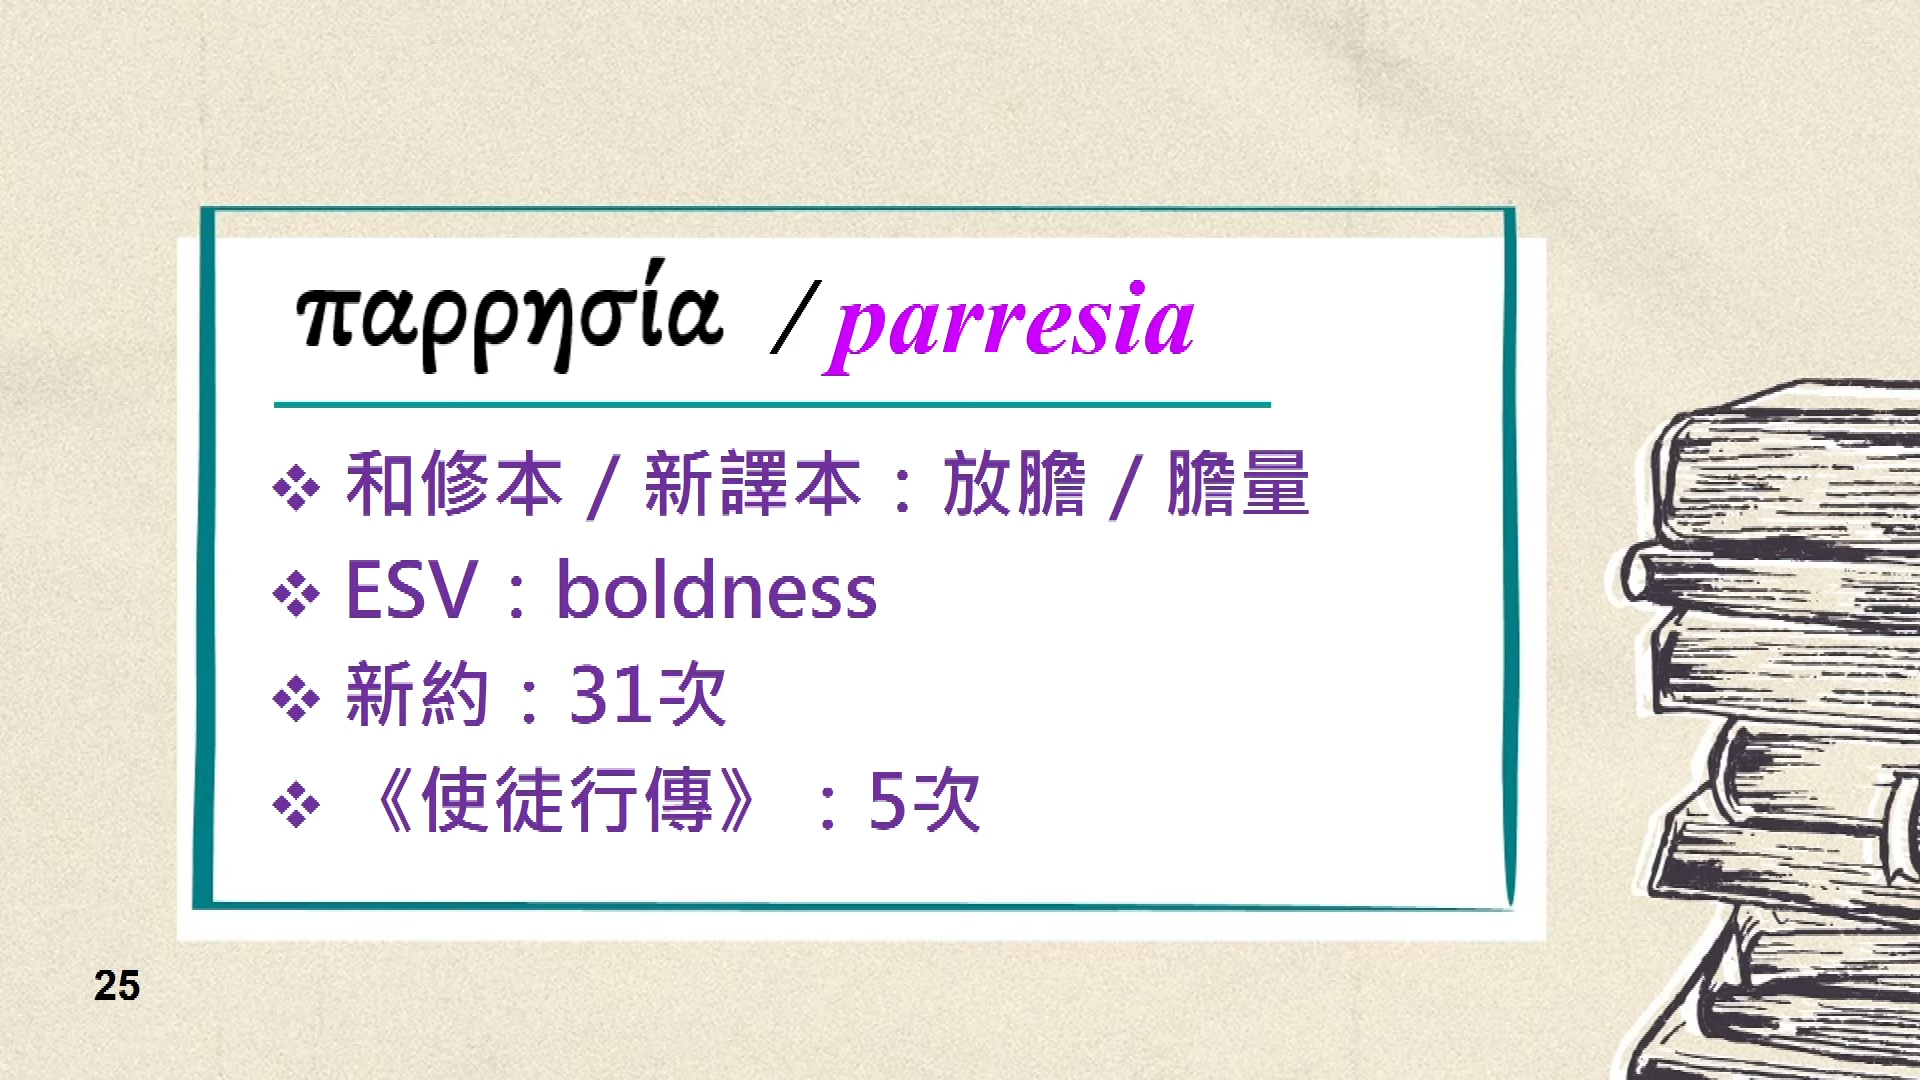 παρρησία / parresia
❖ 和修本 / 新譯本：放膽 / 膽量
❖ ESV：boldness
❖ 新約：31次
❖ 《使徒行傳》：5次
25